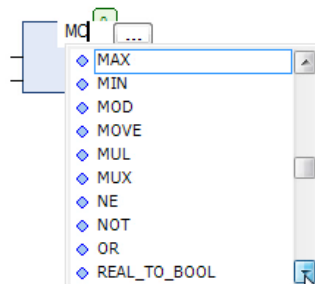 MO
...
MAX
MIN
MOD
MOVE
MUL
MUX
NE
NOT
OR
REAL_TO_BOOL